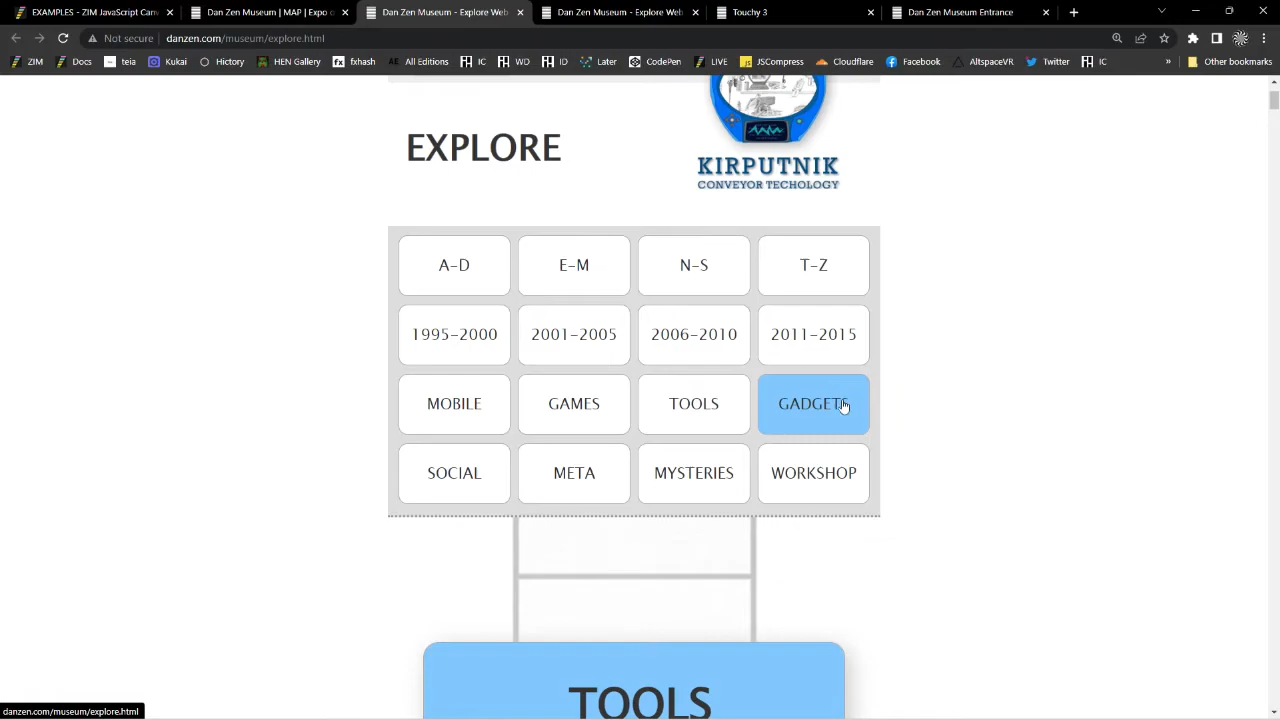 EXAMPLES - ZIM JavaScript Canv
Dan Zen Museum | MAP | Expo o
Dan Zen Museum - Explore Web
Dan Zen Museum - Explore Web
Touchy 3
Dan Zen Museum Entrance
Not secure
danzen.com/museum/explore.html
ZIM
Docs
teia
Kukai
Hictory
HEN Gallery
fxhash
All Editions
IC
WD
ID
Later
CodePen
LIVE
JSCompress
Cloudflare
Facebook
AltspaceVR
Twitter
IC
»
Other bookmarks
EXPLORE
KIRPUTNIK
CONVEYOR TECHOLOGY
A-D
E-M
N-S
T-Z
1995-2000
2001-2005
2006-2010
2011-2015
MOBILE
GAMES
TOOLS
GADGETS
SOCIAL
META
MYSTERIES
WORKSHOP
TOOLS
danzen.com/museum/explore.html